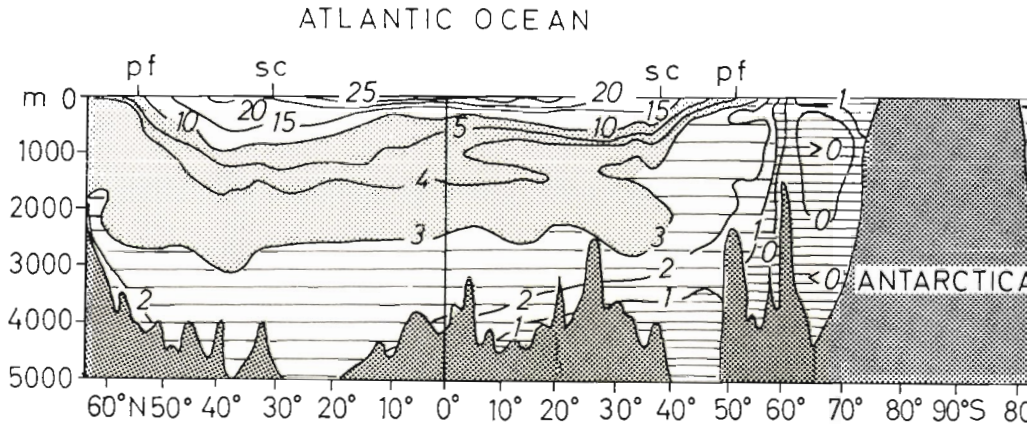 ATLANTIC OCEAN
pf sc sc pf
m 0 10 20 15 25 20 15 1
1000 5 10 >0
4
2000 3 3 1 0 0
3000 2 <0 ANTARCTICA
4000 2 2 1 1
5000
60° N 50° 40° 30° 20° 10° 0° 10° 20° 30° 40° 50° 60° 70° 80° 90°S 80